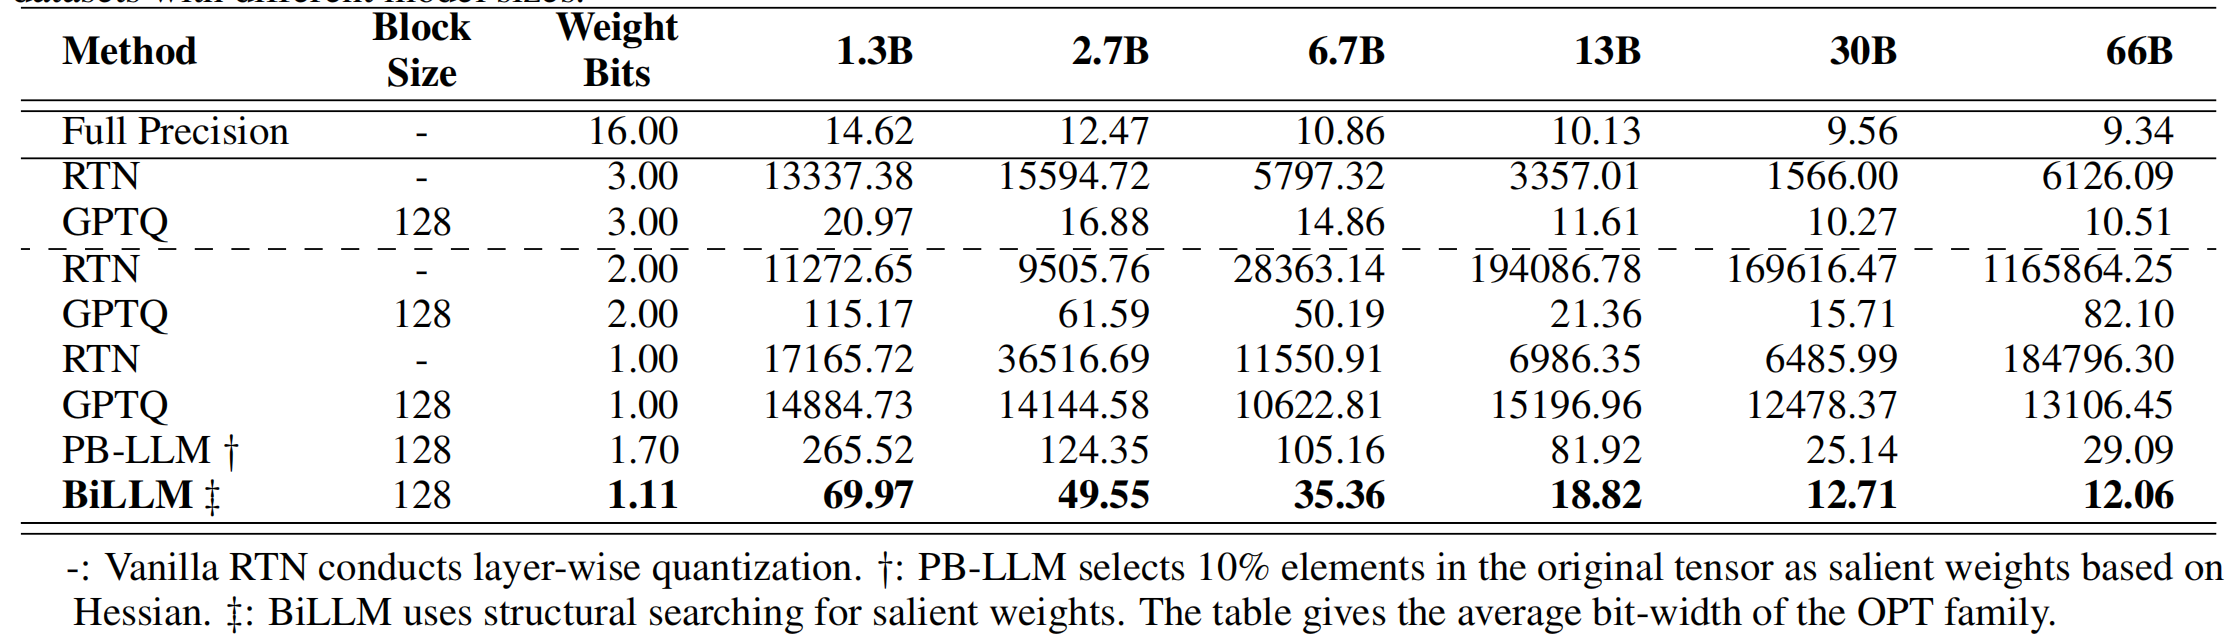 datasets with different model sizes.
Method Block Size Weight Bits 1.3B 2.7B 6.7B 13B 30B 66B
Full Precision - 16.00 14.62 12.47 10.86 10.13 9.56 9.34
RTN - 3.00 13337.38 15594.72 5797.32 3357.01 1566.00 6126.09
GPTQ 128 3.00 20.97 16.88 14.86 11.61 10.27 10.51
RTN - 2.00 11272.65 9505.76 28363.14 194086.78 169616.47 1165864.25
GPTQ 128 2.00 115.17 61.59 50.19 21.36 15.71 82.10
RTN - 1.00 17165.72 36516.69 11550.91 6986.35 6485.99 184796.30
GPTQ 128 1.00 14884.73 14144.58 10622.81 15196.96 12478.37 13106.45
PB-LLM † 128 1.70 265.52 124.35 105.16 81.92 25.14 29.09
BiLLM ‡ 128 1.11 69.97 49.55 35.36 18.82 12.71 12.06
-: Vanilla RTN conducts layer-wise quantization. †: PB-LLM selects 10% elements in the original tensor as salient weights based on
Hessian. ‡: BiLLM uses structural searching for salient weights. The table gives the average bit-width of the OPT family.